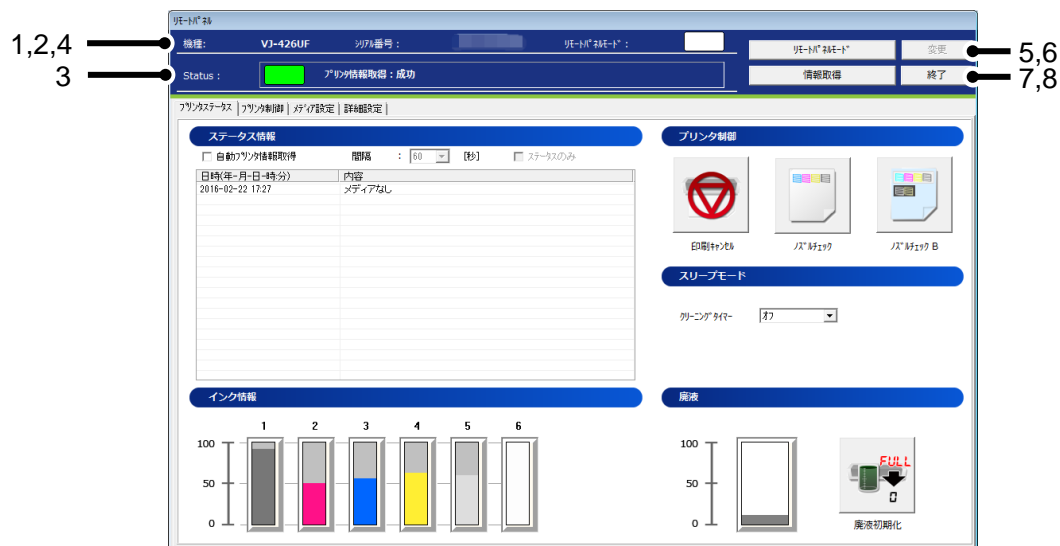 ﾘﾓｰﾄﾊﾟﾈﾙ
1,2,4
機種: VJ-426UF ｼﾘｱﾙ番号 : ﾘﾓｰﾄﾊﾟﾈﾙﾓｰﾄﾞ :
ﾘﾓｰﾄﾊﾟﾈﾙﾓｰﾄﾞ 変更
5,6
3
Status : ﾌﾟﾘﾝﾀ情報取得 : 成功
情報取得 終了
7,8
ﾌﾟﾘﾝﾀｽﾃｰﾀｽ ﾌﾟﾘﾝﾀ制御 ﾒﾃﾞｨｱ設定 詳細設定
ステータス情報
自動ﾌﾟﾘﾝﾀ情報取得 間隔 : 60 [秒] ｽﾃｰﾀｽのみ
日時(年-月-日-時:分) 内容
2016-02-22 17:27 メディアなし
プリンタ制御
印刷ｷｬﾝｾﾙ ﾉｽﾞﾙﾁｪｯｸ ﾉｽﾞﾙﾁｪｯｸ B
スリープモード
ｸﾘｰﾆﾝｸﾞﾀｲﾏｰ ｵﾌ
インク情報
1 2 3 4 5 6
100
50
0
廃液
100
50
0
FULL
0
廃液初期化